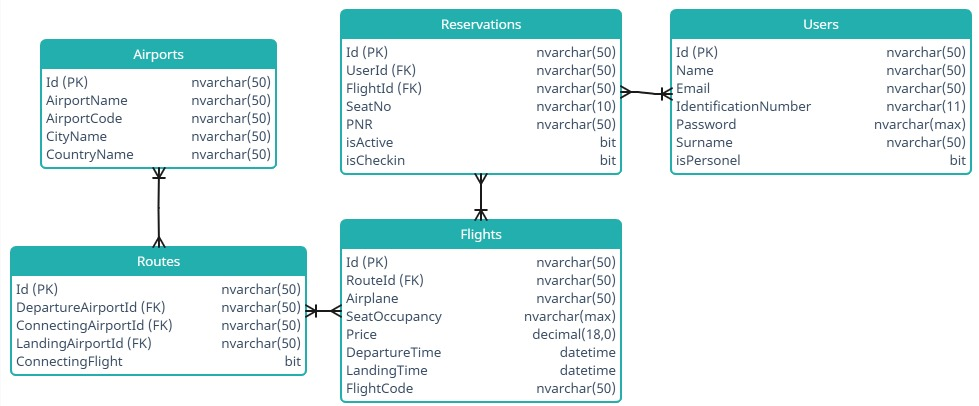 Airports
Id (PK) nvarchar(50)
AirportName nvarchar(50)
AirportCode nvarchar(50)
CityName nvarchar(50)
CountryName nvarchar(50)
Reservations
Id (PK) nvarchar(50)
UserId (FK) nvarchar(50)
FlightId (FK) nvarchar(50)
SeatNo nvarchar(10)
PNR nvarchar(50)
isActive bit
isCheckin bit
Users
Id (PK) nvarchar(50)
Name nvarchar(50)
Email nvarchar(50)
IdentificationNumber nvarchar(11)
Password nvarchar(max)
Surname nvarchar(50)
isPersonel bit
Routes
Id (PK) nvarchar(50)
DepartureAirportId (FK) nvarchar(50)
ConnectingAirportId (FK) nvarchar(50)
LandingAirportId (FK) nvarchar(50)
ConnectingFlight bit
Flights
Id (PK) nvarchar(50)
RouteId (FK) nvarchar(50)
Airplane nvarchar(50)
SeatOccupancy nvarchar(max)
Price decimal(18,0)
DepartureTime datetime
LandingTime datetime
FlightCode nvarchar(50)